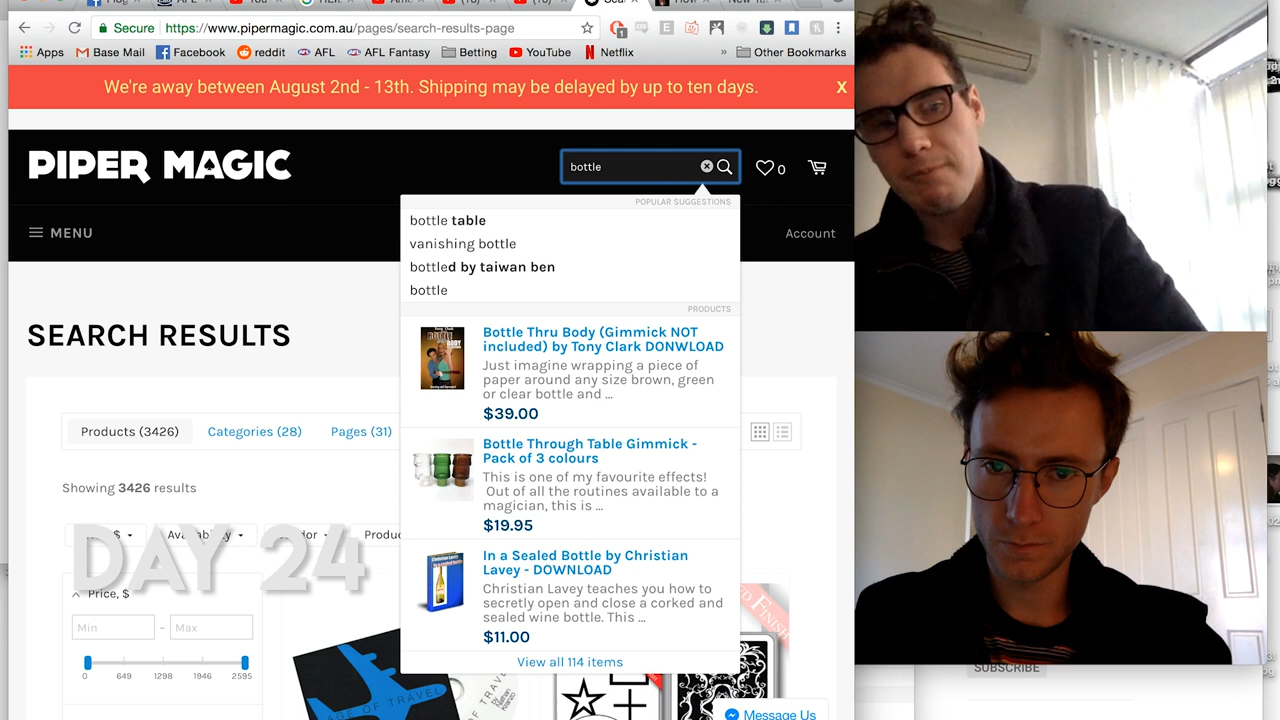 Secure https://www.pipermagic.com.au/pages/search-results-page
Apps Base Mail Facebook reddit AFL AFL Fantasy Betting YouTube Netflix » Other Bookmarks
We're away between August 2nd - 13th. Shipping may be delayed by up to ten days. X
PIPER MAGIC
bottle
0
MENU
Account
POPULAR SUGGESTIONS
bottle table
vanishing bottle
bottled by taiwan ben
bottle
PRODUCTS
SEARCH RESULTS
Bottle Thru Body (Gimmick NOT
included) by Tony Clark DONWLOAD
Just imagine wrapping a piece of
paper around any size brown, green
or clear bottle and ...
$39.00
Products (3426) Categories (28) Pages (31)
Bottle Through Table Gimmick -
Pack of 3 colours
This is one of my favourite effects!
Out of all the routines available to a
magician, this is ...
$19.95
Showing 3426 results
DAY 24
In a Sealed Bottle by Christian
Lavey - DOWNLOAD
Christian Lavey teaches you how to
secretly open and close a corked and
sealed wine bottle. This ...
$11.00
View all 114 items
Price, $
Min – Max
0 649 1298 1946 2595
AGE OF TRAVEL
SUBSCRIBE
Message Us